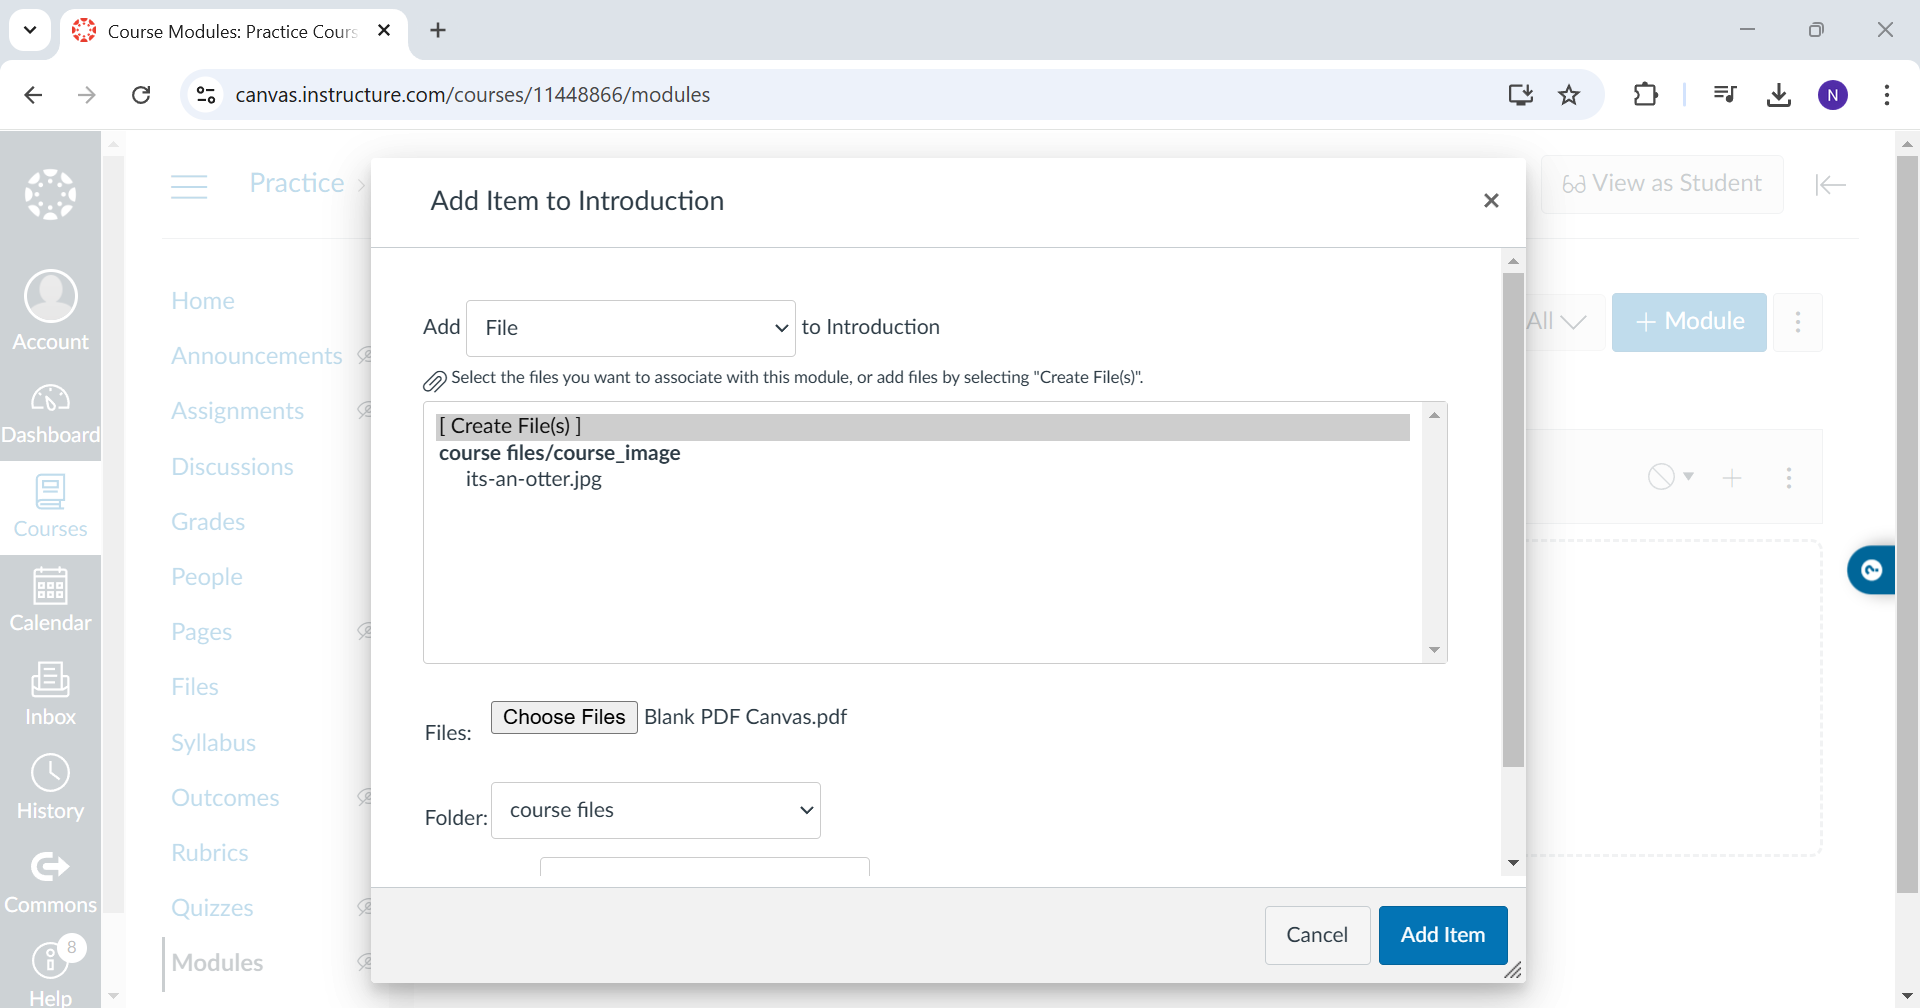 Course Modules: Practice Cours
canvas.instructure.com/courses/11448866/modules
N
Account
Dashboard
Courses
Calendar
Inbox
History
Commons
8
Help
Practice
View as Student
Home
Announcements
Assignments
Discussions
Grades
People
Pages
Files
Syllabus
Outcomes
Rubrics
Quizzes
Modules
All
+ Module
Add Item to Introduction
Add File to Introduction
Select the files you want to associate with this module, or add files by selecting "Create File(s)".
[ Create File(s) ]
course files/course_image
its-an-otter.jpg
Files: Choose Files Blank PDF Canvas.pdf
Folder: course files
Cancel
Add Item